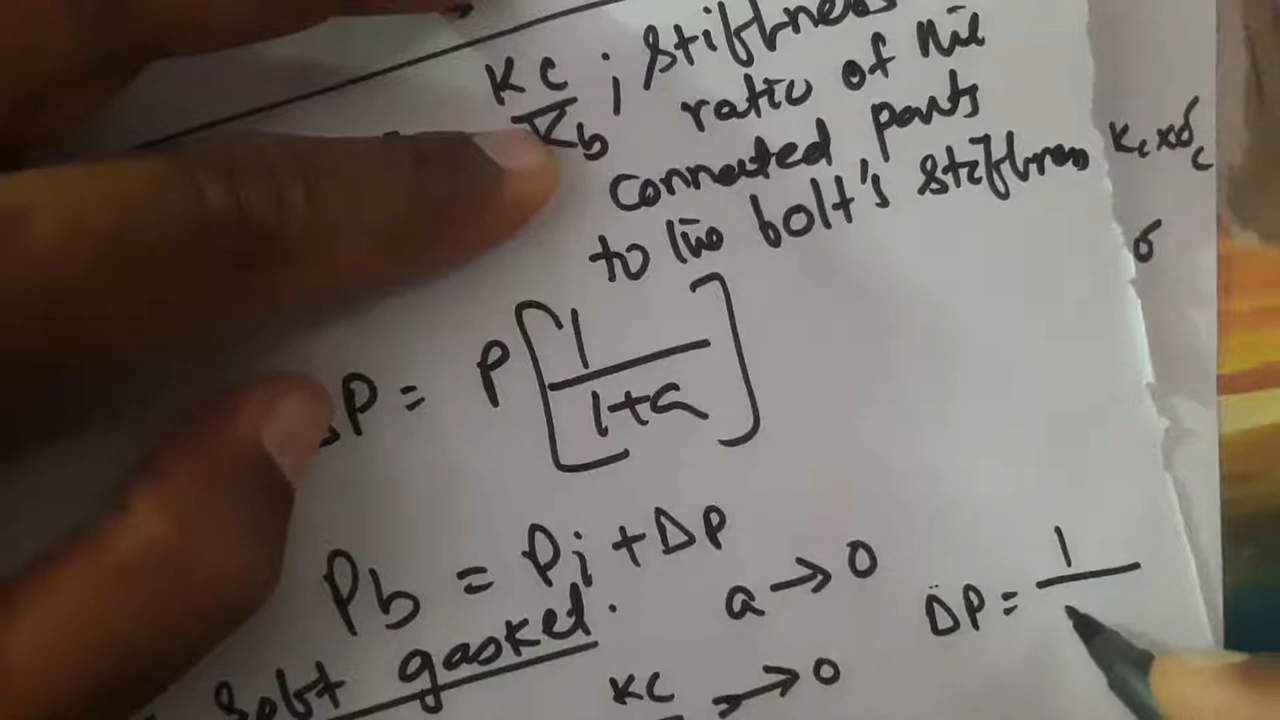 Kc/Kb ; stiffness
ratio of the
connected parts
to the bolt's stiffness Kc×δc
σ
ΔP = P[1/(1+a)]
Pb = Pi + ΔP
a → 0 ΔP = 1
soft gasket.
KC → 0